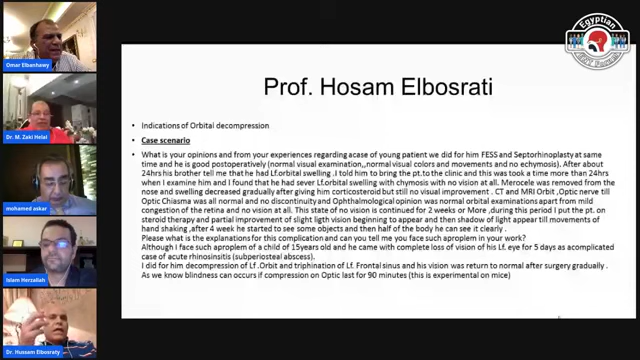 Omar Elbanhawy
Dr. M. Zaki Helal
mohamed askar
Islam Herzallah
Dr. Hussam Elbosraty
Egyptian
Prof. Hosam Elbosrati
• Indications of Orbital decompression
• Case scenario
• What is your opinions and from your experiences regarding acase of young patient we did for him FESS and Septorhinoplasty at same
time and he is good postoperatively (normal visual examination,,,normal visual colors and movements and no echymosis). After about
24hrs his brother tell me that he had Lf.orbital swelling .I told him to bring the pt.to the clinic and this was took a time more than 24hrs
when I examine him and I found that he had sever Lf.orbital swelling with chymosis with no vision at all. Merocele was removed from
the nose and swelling decreased gradually after giving him corticosteroid but still no visual improvement . CT and MRI Orbit ,Optic nerve till
Optic Chiasma was all normal and no discontinuity and Ophthalmological opinion was normal orbital examinations apart from mild
congestion of the retina and no vision at all. This state of no vision is continued for 2 weeks or More ,during this period I put the pt. on
steroid therapy and partial improvement of slight ligth vision beginning to appear and then shadow of light appear till movements of
hand shaking ,after 4 week he started to see some objects and then half of the body he can see it clearly .
Please what is the explanations for this complication and can you tell me you face such aproplem in your work?
Although I face such aproplem of a child of 15years old and he came with complete loss of vision of his Lf. eye for 5 days as acomplicated
case of acute rhinosinsitis (subperiosteal abscess).
I did for him decompression of Lf .Orbit and triphination of Lf. Frontal sinus and his vision was return to normal after surgery gradually .
As we know blindness can occurs if compression on Optic last for 90 minutes (this is experimental on mice)